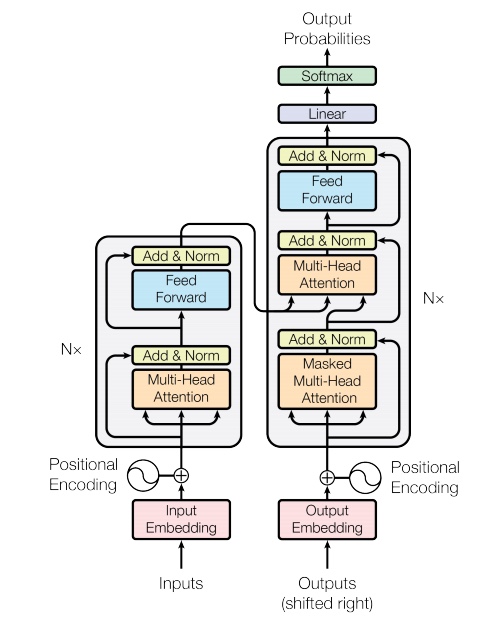 Output
Probabilities
Softmax
Linear
Add & Norm
Feed
Forward
Add & Norm
Multi-Head
Attention
Add & Norm
Masked
Multi-Head
Attention
Nx
Add & Norm
Feed
Forward
Add & Norm
Multi-Head
Attention
N×
Positional
Encoding
Positional
Encoding
Input
Embedding
Output
Embedding
Inputs
Outputs
(shifted right)